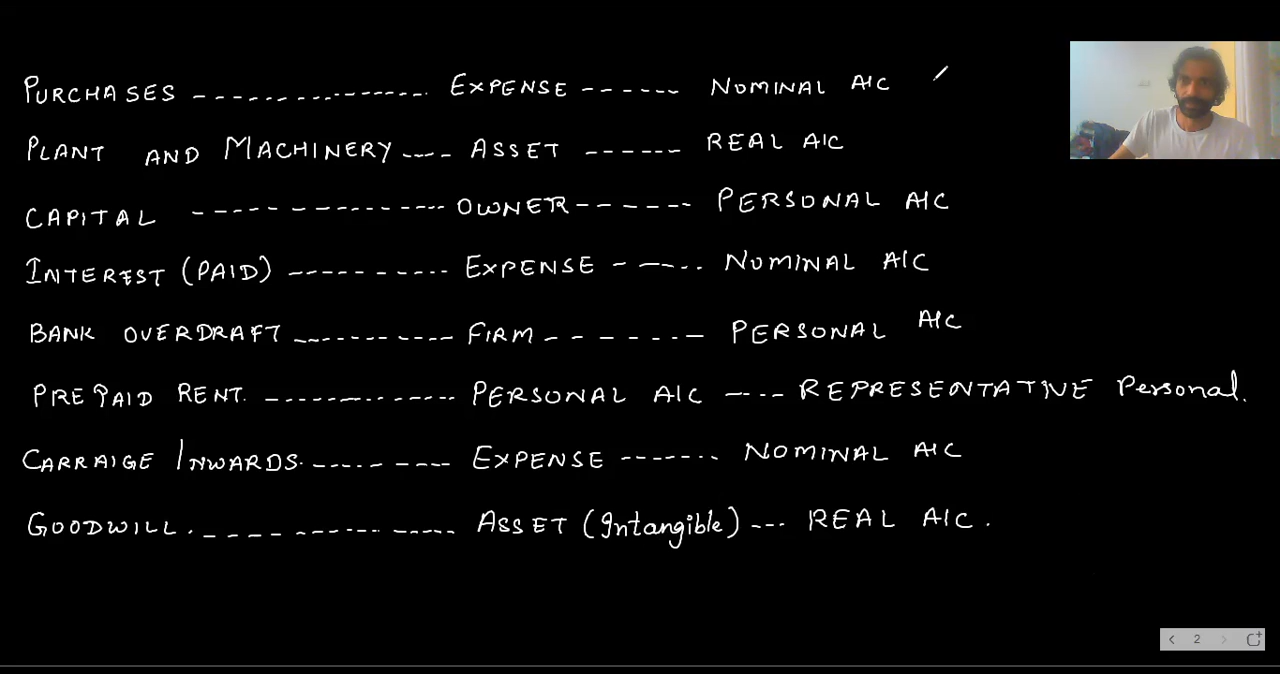 PURCHASES ---------------- EXPENSE ------ NOMINAL A/C
PLANT AND MACHINERY ---- ASSET ------ REAL A/C
CAPITAL ---------------- OWNER ------- PERSONAL A/C
INTEREST (PAID) ----------- EXPENSE ----- NOMINAL A/C
BANK OVERDRAFT ----------- FIRM ------- PERSONAL A/C
PREPAID RENT. ------------- PERSONAL A/C ---- REPRESENTATIVE Personal.
CARRAIGE INWARDS. --------- EXPENSE ------- NOMINAL A/C
GOODWILL. -------------- ASSET (Intangible) --- REAL A/C.
2